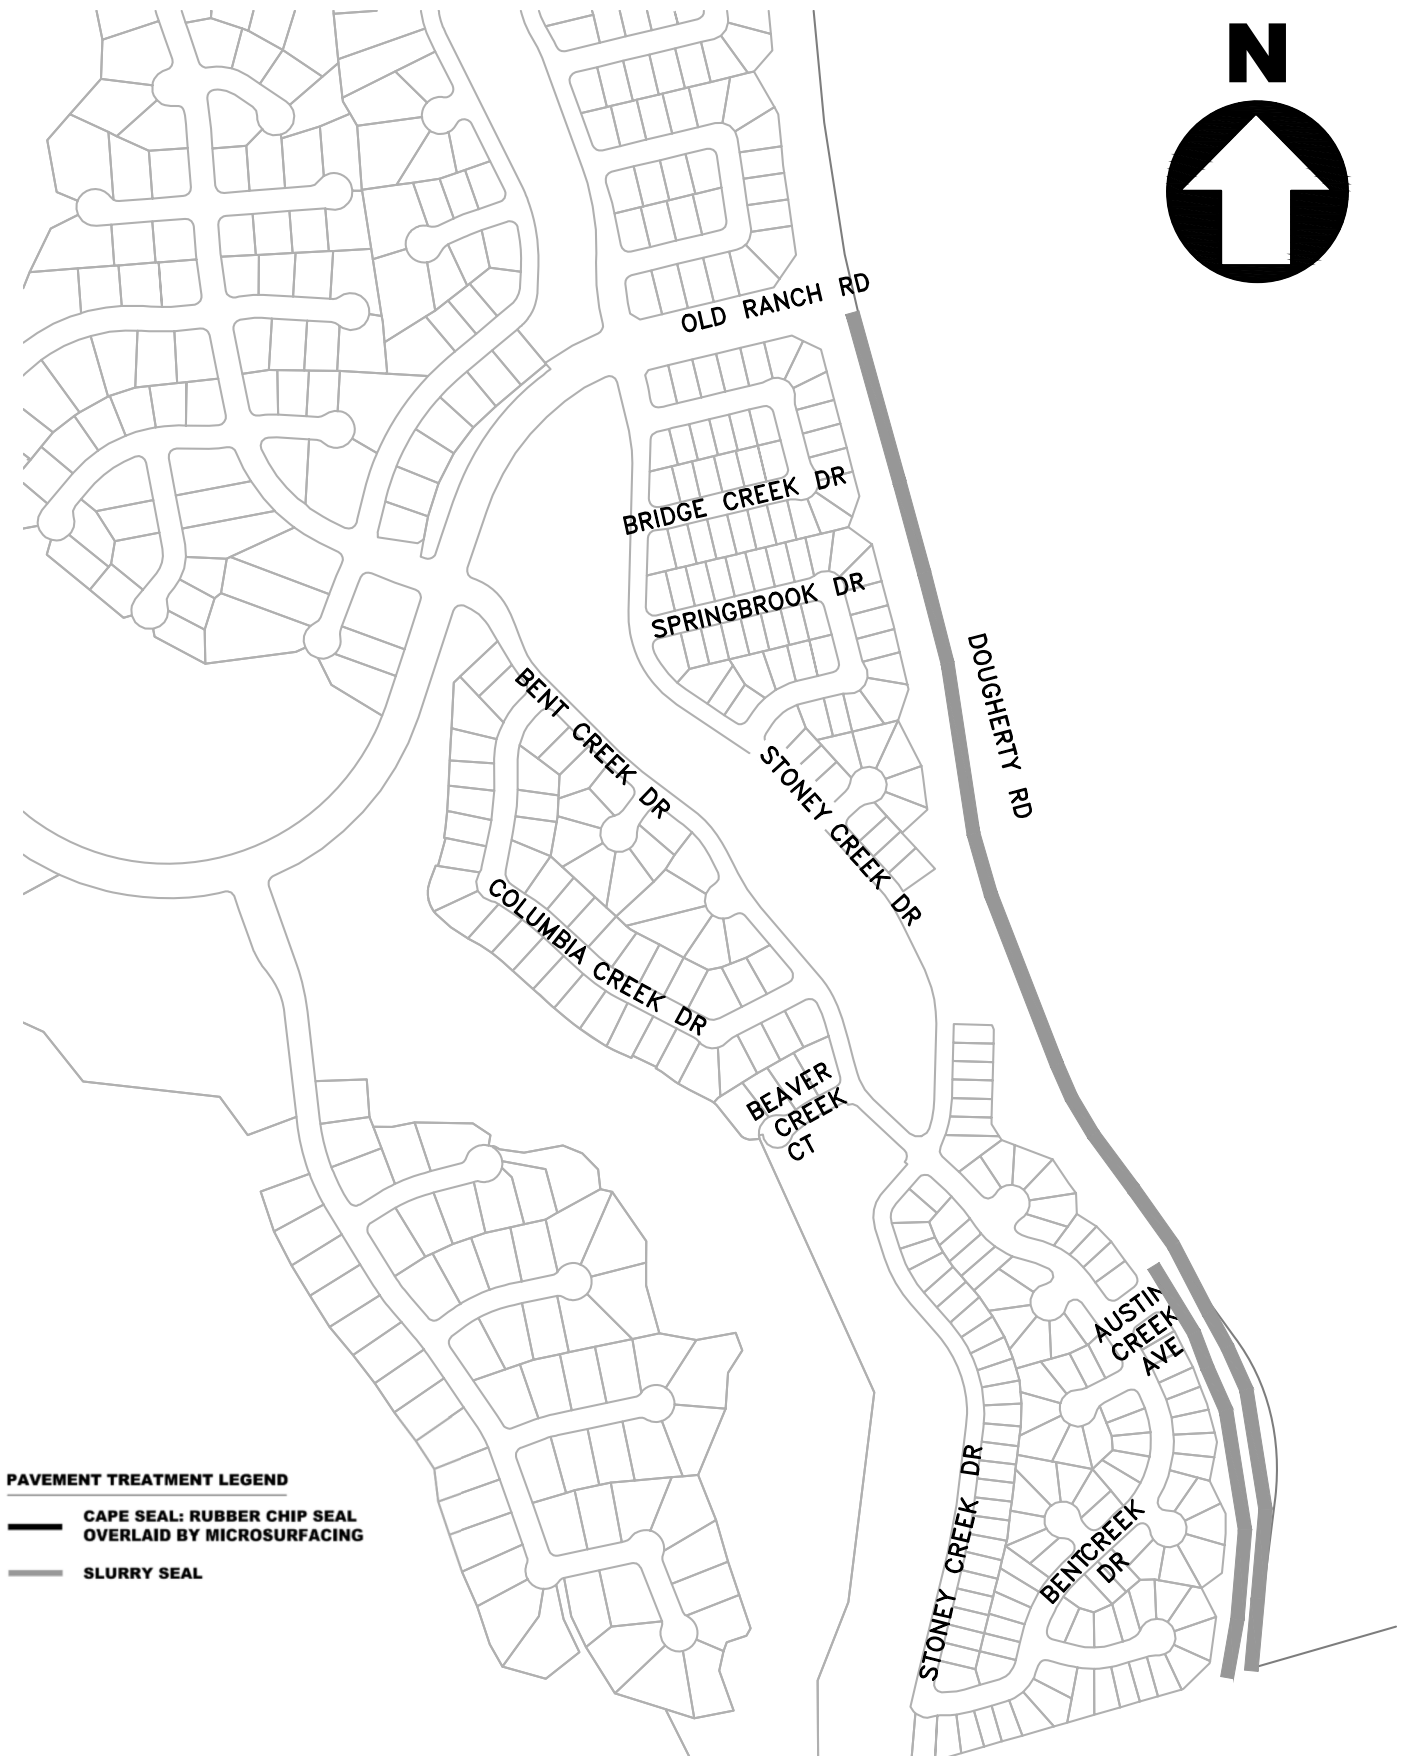 N
OLD RANCH RD
BRIDGE CREEK DR
SPRINGBROOK DR
DOUGHERTY RD
BENT CREEK DR
STONEY CREEK DR
COLUMBIA CREEK DR
BEAVER
CREEK
CT
AUSTIN
CREEK
AVE
STONEY CREEK DR
BENTCREEK
DR
PAVEMENT TREATMENT LEGEND
CAPE SEAL: RUBBER CHIP SEAL
OVERLAID BY MICROSURFACING
SLURRY SEAL